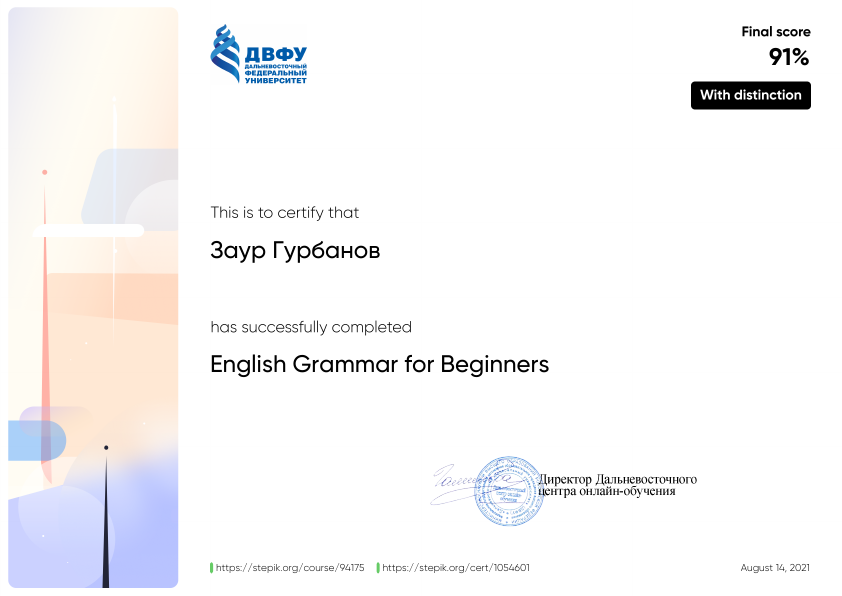 ДВФУ
ДАЛЬНЕВОСТОЧНЫЙ
ФЕДЕРАЛЬНЫЙ
УНИВЕРСИТЕТ
Final score
91%
With distinction
This is to certify that
Заур Гурбанов
has successfully completed
English Grammar for Beginners
Директор Дальневосточного
центра онлайн-обучения
https://stepik.org/course/94175 https://stepik.org/cert/1054601
August 14, 2021